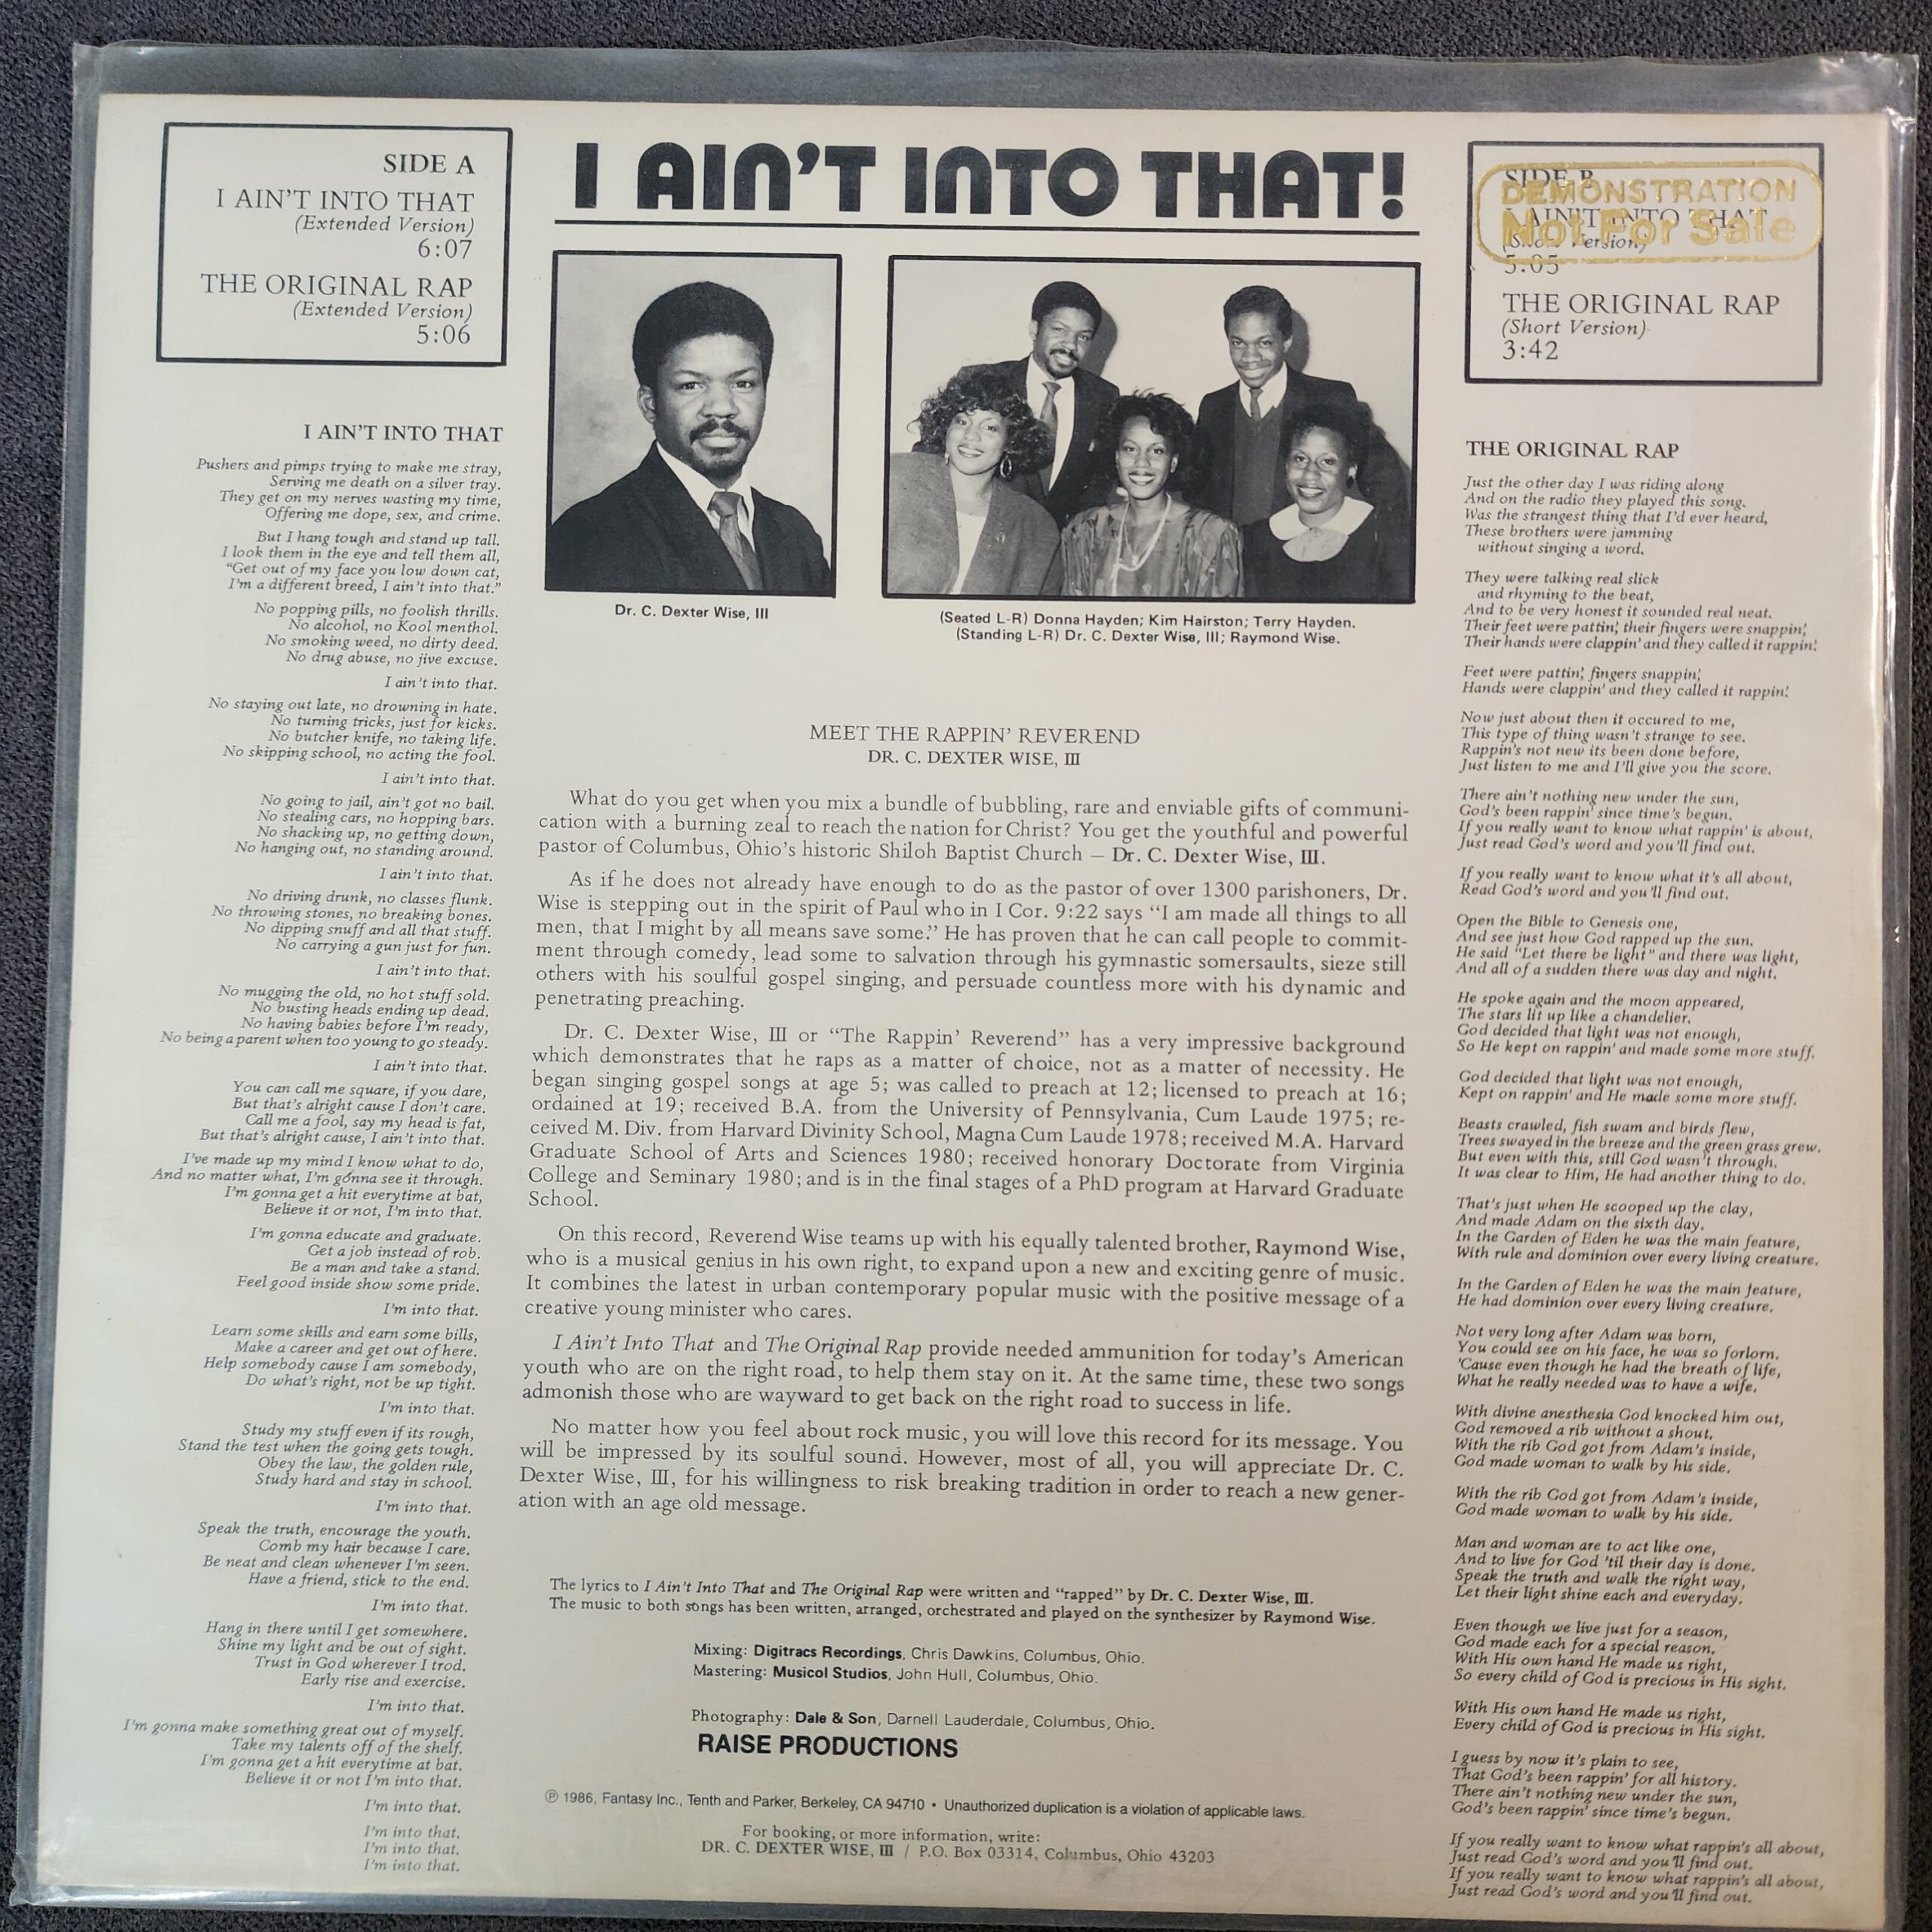 SIDE A
I AIN'T INTO THAT
(Extended Version)
6:07
THE ORIGINAL RAP
(Extended Version)
5:06
I AIN'T INTO THAT!
SIDE B
DEMONSTRATION
I AIN'T INTO THAT
Not For Sale
(Short Version)
5:05
THE ORIGINAL RAP
(Short Version)
3:42
I AIN'T INTO THAT
Pushers and pimps trying to make me stray,
Serving me death on a silver tray.
They get on my nerves wasting my time,
Offering me dope, sex, and crime.
But I hang tough and stand up tall.
I look them in the eye and tell them all,
“Get out of my face you low down cat,
I'm a different breed, I ain't into that.”
No popping pills, no foolish thrills.
No alcohol, no Kool menthol.
No smoking weed, no dirty deed.
No drug abuse, no jive excuse.
I ain't into that.
No staying out late, no drowning in hate.
No turning tricks, just for kicks.
No butcher knife, no taking life.
No skipping school, no acting the fool.
I ain't into that.
No going to jail, ain't got no bail.
No stealing cars, no hopping bars.
No shacking up, no getting down,
No hanging out, no standing around.
I ain't into that.
No driving drunk, no classes flunk.
No throwing stones, no breaking bones.
No dipping snuff and all that stuff.
No carrying a gun just for fun.
I ain't into that.
No mugging the old, no hot stuff sold.
No busting heads ending up dead.
No having babies before I'm ready,
No being a parent when too young to go steady.
I ain't into that.
You can call me square, if you dare,
But that's alright cause I don't care.
Call me a fool, say my head is fat,
But that's alright cause, I ain't into that.
I've made up my mind I know what to do,
And no matter what, I'm gonna see it through.
I'm gonna get a hit everytime at bat,
Believe it or not, I'm into that.
I'm gonna educate and graduate.
Get a job instead of rob.
Be a man and take a stand.
Feel good inside show some pride.
I'm into that.
Learn some skills and earn some bills,
Make a career and get out of here.
Help somebody cause I am somebody,
Do what's right, not be up tight.
I'm into that.
Study my stuff even if its rough,
Stand the test when the going gets tough.
Obey the law, the golden rule,
Study hard and stay in school.
I'm into that.
Speak the truth, encourage the youth.
Comb my hair because I care.
Be neat and clean whenever I'm seen.
Have a friend, stick to the end.
I'm into that.
Hang in there until I get somewhere.
Shine my light and be out of sight.
Trust in God wherever I trod.
Early rise and exercise.
I'm into that.
I'm gonna make something great out of myself.
Take my talents off of the shelf.
I'm gonna get a hit everytime at bat.
Believe it or not I'm into that.
I'm into that.
I'm into that.
I'm into that.
I'm into that.
Dr. C. Dexter Wise, III
(Seated L-R) Donna Hayden; Kim Hairston; Terry Hayden.
(Standing L-R) Dr. C. Dexter Wise, III; Raymond Wise.
MEET THE RAPPIN' REVEREND
DR. C. DEXTER WISE, III
What do you get when you mix a bundle of bubbling, rare and enviable gifts of communi-
cation with a burning zeal to reach the nation for Christ? You get the youthful and powerful
pastor of Columbus, Ohio's historic Shiloh Baptist Church — Dr. C. Dexter Wise, III.
As if he does not already have enough to do as the pastor of over 1300 parishoners, Dr.
Wise is stepping out in the spirit of Paul who in I Cor. 9:22 says “I am made all things to all
men, that I might by all means save some.” He has proven that he can call people to commit-
ment through comedy, lead some to salvation through his gymnastic somersaults, sieze still
others with his soulful gospel singing, and persuade countless more with his dynamic and
penetrating preaching.
Dr. C. Dexter Wise, III or “The Rappin' Reverend” has a very impressive background
which demonstrates that he raps as a matter of choice, not as a matter of necessity. He
began singing gospel songs at age 5; was called to preach at 12; licensed to preach at 16;
ordained at 19; received B.A. from the University of Pennsylvania, Cum Laude 1975; re-
ceived M. Div. from Harvard Divinity School, Magna Cum Laude 1978; received M.A. Harvard
Graduate School of Arts and Sciences 1980; received honorary Doctorate from Virginia
College and Seminary 1980; and is in the final stages of a PhD program at Harvard Graduate
School.
On this record, Reverend Wise teams up with his equally talented brother, Raymond Wise,
who is a musical genius in his own right, to expand upon a new and exciting genre of music.
It combines the latest in urban contemporary popular music with the positive message of a
creative young minister who cares.
I Ain't Into That and The Original Rap provide needed ammunition for today's American
youth who are on the right road, to help them stay on it. At the same time, these two songs
admonish those who are wayward to get back on the right road to success in life.
No matter how you feel about rock music, you will love this record for its message. You
will be impressed by its soulful sound. However, most of all, you will appreciate Dr. C.
Dexter Wise, III, for his willingness to risk breaking tradition in order to reach a new gener-
ation with an age old message.
The lyrics to I Ain't Into That and The Original Rap were written and “rapped” by Dr. C. Dexter Wise, III.
The music to both songs has been written, arranged, orchestrated and played on the synthesizer by Raymond Wise.
Mixing: Digitracs Recordings, Chris Dawkins, Columbus, Ohio.
Mastering: Musicol Studios, John Hull, Columbus, Ohio.
Photography: Dale & Son, Darnell Lauderdale, Columbus, Ohio.
RAISE PRODUCTIONS
℗ 1986, Fantasy Inc., Tenth and Parker, Berkeley, CA 94710 • Unauthorized duplication is a violation of applicable laws.
For booking, or more information, write:
DR. C. DEXTER WISE, III / P.O. Box 03314, Columbus, Ohio 43203
THE ORIGINAL RAP
Just the other day I was riding along
And on the radio they played this song.
Was the strangest thing that I'd ever heard,
These brothers were jamming
without singing a word.
They were talking real slick
and rhyming to the beat,
And to be very honest it sounded real neat.
Their feet were pattin', their fingers were snappin',
Their hands were clappin' and they called it rappin'.
Feet were pattin', fingers snappin',
Hands were clappin' and they called it rappin'.
Now just about then it occured to me,
This type of thing wasn't strange to see.
Rappin's not new its been done before,
Just listen to me and I'll give you the score.
There ain't nothing new under the sun,
God's been rappin' since time's begun.
If you really want to know what rappin' is about,
Just read God's word and you'll find out.
If you really want to know what it's all about,
Read God's word and you'll find out.
Open the Bible to Genesis one,
And see just how God rapped up the sun.
He said “Let there be light” and there was light,
And all of a sudden there was day and night.
He spoke again and the moon appeared,
The stars lit up like a chandelier.
God decided that light was not enough,
So He kept on rappin' and made some more stuff.
God decided that light was not enough,
Kept on rappin' and He made some more stuff.
Beasts crawled, fish swam and birds flew,
Trees swayed in the breeze and the green grass grew.
But even with this, still God wasn't through.
It was clear to Him, He had another thing to do.
That's just when He scooped up the clay,
And made Adam on the sixth day.
In the Garden of Eden he was the main feature,
With rule and dominion over every living creature.
In the Garden of Eden he was the main feature,
He had dominion over every living creature.
Not very long after Adam was born,
You could see on his face, he was so forlorn.
'Cause even though he had the breath of life,
What he really needed was to have a wife.
With divine anesthesia God knocked him out,
God removed a rib without a shout.
With the rib God got from Adam's inside,
God made woman to walk by his side.
With the rib God got from Adam's inside,
God made woman to walk by his side.
Man and woman are to act like one,
And to live for God 'til their day is done.
Speak the truth and walk the right way,
Let their light shine each and everyday.
Even though we live just for a season,
God made each for a special reason.
With His own hand He made us right,
So every child of God is precious in His sight.
With His own hand He made us right,
Every child of God is precious in His sight.
I guess by now it's plain to see,
That God's been rappin' for all history.
There ain't nothing new under the sun,
God's been rappin' since time's begun.
If you really want to know what rappin's all about,
Just read God's word and you'll find out.
If you really want to know what rappin's all about,
Just read God's word and you'll find out.